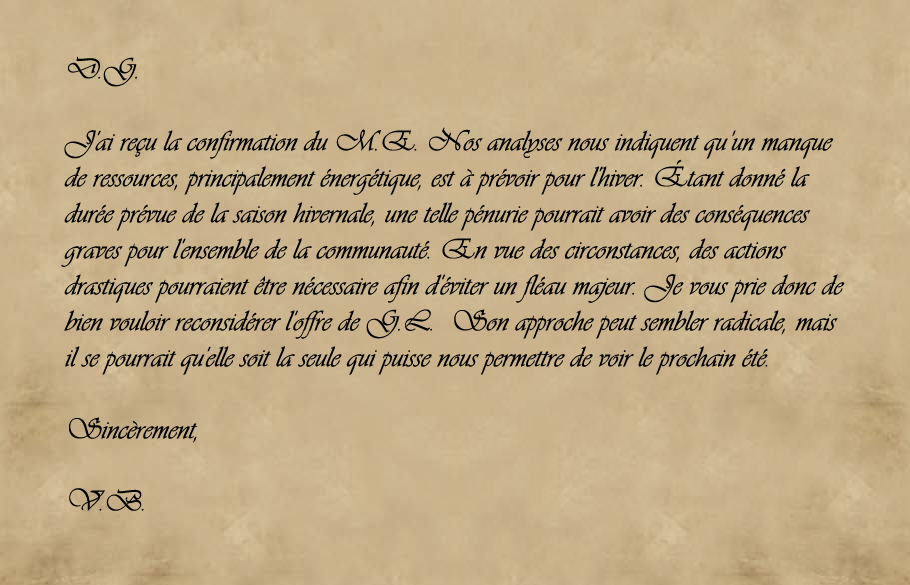 D.G.
J'ai reçu la confirmation du M.E. Nos analyses nous indiquent qu'un manque
de ressources, principalement énergétique, est à prévoir pour l'hiver. Étant donné la
durée prévue de la saison hivernale, une telle pénurie pourrait avoir des conséquences
graves pour l'ensemble de la communauté. En vue des circonstances, des actions
drastiques pourraient être nécessaire afin d'éviter un fléau majeur. Je vous prie donc de
bien vouloir reconsidérer l'offre de G.L. Son approche peut sembler radicale, mais
il se pourrait qu'elle soit la seule qui puisse nous permettre de voir le prochain été.
Sincèrement,
V.B.